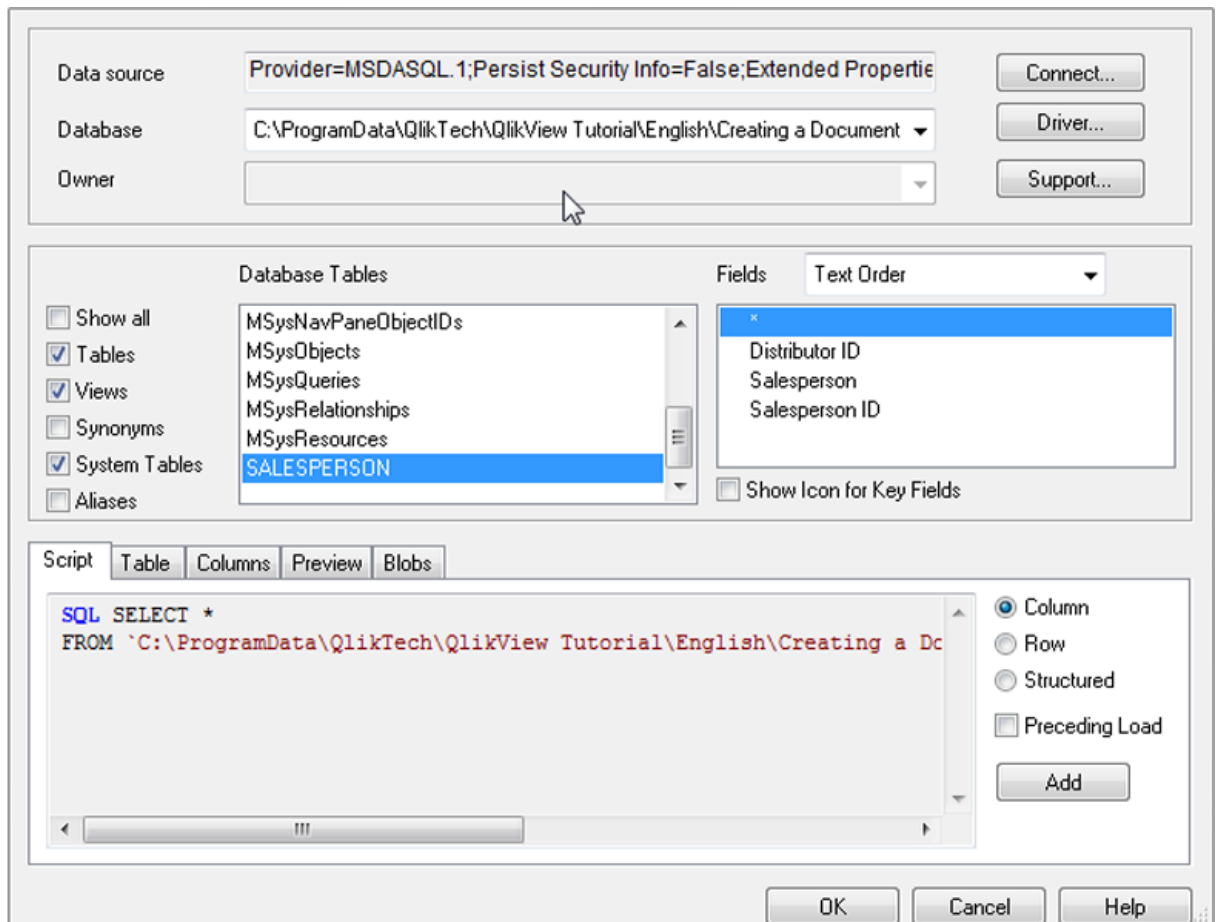 Data source
Provider=MSDASQL.1;Persist Security Info=False;Extended Propertie
Connect...
Database
C:\ProgramData\QlikTech\QlikView Tutorial\English\Creating a Document
Driver...
Owner
Support...
Database Tables
Fields
Text Order
Show all
Tables
Views
Synonyms
System Tables
Aliases
MSysNavPaneObjectIDs
MSysObjects
MSysQueries
MSysRelationships
MSysResources
SALESPERSON
*
Distributor ID
Salesperson
Salesperson ID
Show Icon for Key Fields
Script
Table
Columns
Preview
Blobs
SQL SELECT *
FROM `C:\ProgramData\QlikTech\QlikView Tutorial\English\Creating a Do
Column
Row
Structured
Preceding Load
Add
OK
Cancel
Help